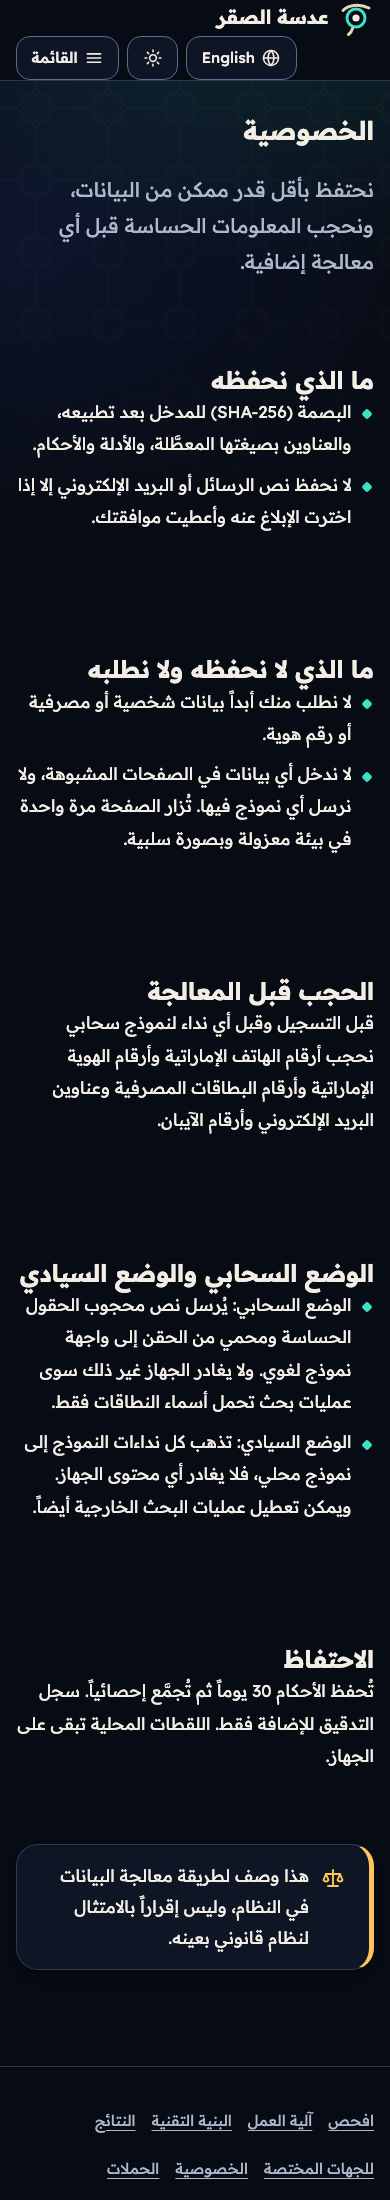 عدسة الصقر
English
القائمة
الخصوصية
نحتفظ بأقل قدر ممكن من البيانات،
ونحجب المعلومات الحساسة قبل أي
معالجة إضافية.
ما الذي نحفظه
البصمة (SHA-256) للمدخل بعد تطبيعه،
والعناوين بصيغتها المعطَّلة، والأدلة والأحكام.
لا نحفظ نص الرسائل أو البريد الإلكتروني إلا إذا
اخترت الإبلاغ عنه وأعطيت موافقتك.
ما الذي لا نحفظه ولا نطلبه
لا نطلب منك أبداً بيانات شخصية أو مصرفية
أو رقم هوية.
لا ندخل أي بيانات في الصفحات المشبوهة، ولا
نرسل أي نموذج فيها. تُزار الصفحة مرة واحدة
في بيئة معزولة وبصورة سلبية.
الحجب قبل المعالجة
قبل التسجيل وقبل أي نداء لنموذج سحابي
نحجب أرقام الهاتف الإماراتية وأرقام الهوية
الإماراتية وأرقام البطاقات المصرفية وعناوين
البريد الإلكتروني وأرقام الآيبان.
الوضع السحابي والوضع السيادي
الوضع السحابي: يُرسل نص محجوب الحقول
الحساسة ومحمي من الحقن إلى واجهة
نموذج لغوي. ولا يغادر الجهاز غير ذلك سوى
عمليات بحث تحمل أسماء النطاقات فقط.
الوضع السيادي: تذهب كل نداءات النموذج إلى
نموذج محلي، فلا يغادر أي محتوى الجهاز.
ويمكن تعطيل عمليات البحث الخارجية أيضاً.
الاحتفاظ
تُحفظ الأحكام 30 يوماً ثم تُجمَّع إحصائياً. سجل
التدقيق للإضافة فقط. اللقطات المحلية تبقى على
الجهاز.
هذا وصف لطريقة معالجة البيانات
في النظام، وليس إقراراً بالامتثال
لنظام قانوني بعينه.
افحص آلية العمل البنية التقنية النتائج
للجهات المختصة الخصوصية الحملات